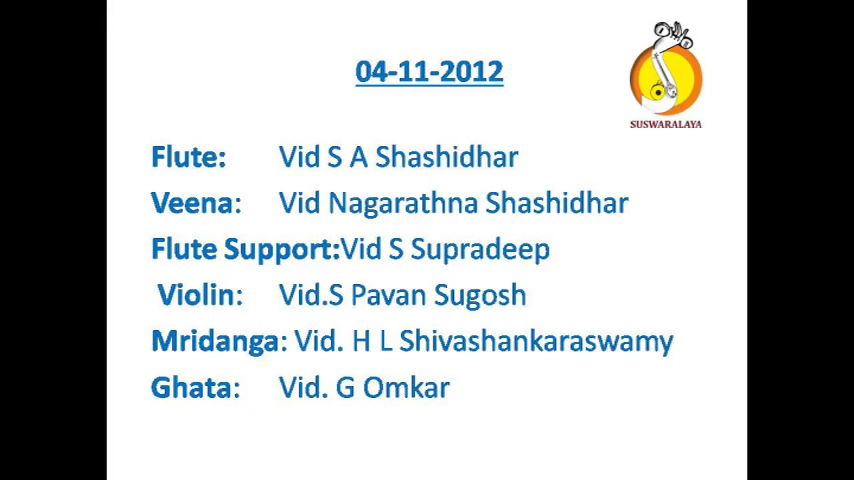 04-11-2012
SUSWARALAYA
Flute: Vid S A Shashidhar
Veena: Vid Nagarathna Shashidhar
Flute Support:Vid S Supradeep
Violin: Vid.S Pavan Sugosh
Mridanga: Vid. H L Shivashankaraswamy
Ghata: Vid. G Omkar